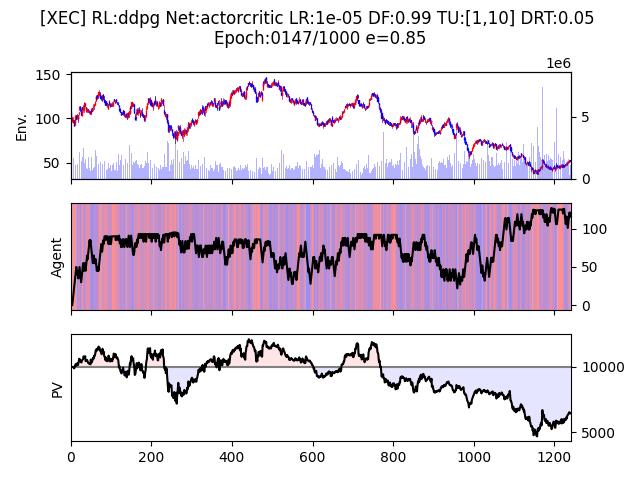 [XEC] RL:ddpg Net:actorcritic LR:1e-05 DF:0.99 TU:[1,10] DRT:0.05
Epoch:0147/1000 e=0.85
1e6
150
100
50
Env.
5
0
Agent
100
50
0
PV
10000
5000
0
200
400
600
800
1000
1200